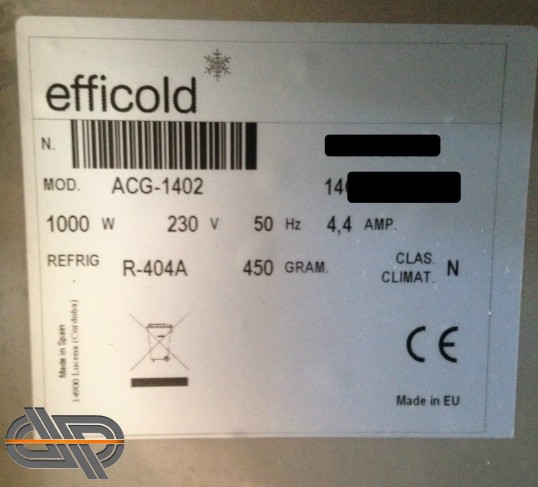 efficold
N.
MOD. ACG-1402 14
1000 W 230 V 50 Hz 4,4 AMP.
REFRIG R-404A 450 GRAM. CLAS. CLIMAT. N
Made in Spain
14900 Lucena (Córdoba)
CE
Made in EU